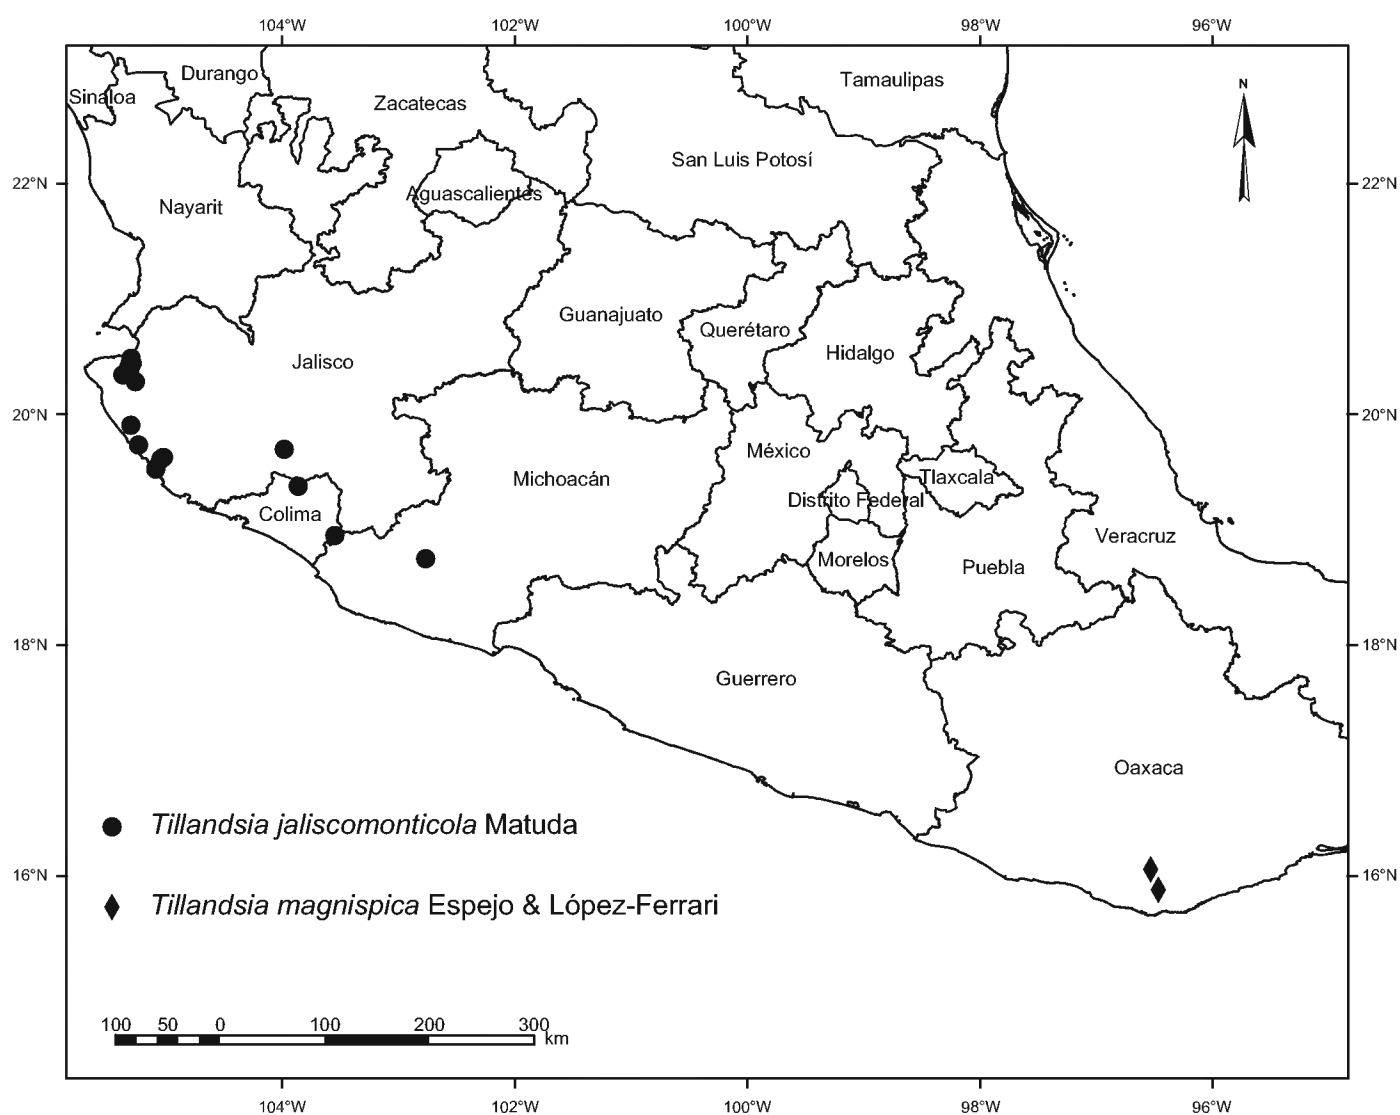 104°W 102°W 100°W 98°W 96°W
Durango
Tamaulipas
Sinaloa
Zacatecas
N
San Luis Potosí
22°N 22°N
Aguascalientes
Nayarit
Guanajuato
Querétaro
Hidalgo
Jalisco
20°N 20°N
México
Michoacán
Tlaxcala
Distrito Federal
Colima
Veracruz
Morelos
Puebla
18°N 18°N
Guerrero
Oaxaca
Tillandsia jaliscomonticola Matuda
16°N 16°N
Tillandsia magnispica Espejo & López-Ferrari
100 50 0 100 200 300
km
104°W 102°W 100°W 98°W 96°W